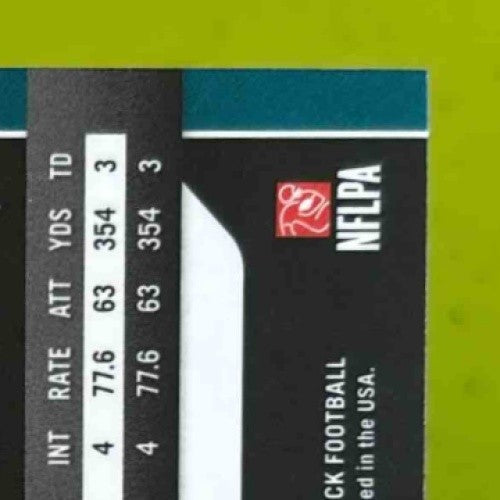 INT RATE ATT YDS TD
4 77.6 63 354 3
4 77.6 63 354 3
NFLPA
CK FOOTBALL
ed in the USA.